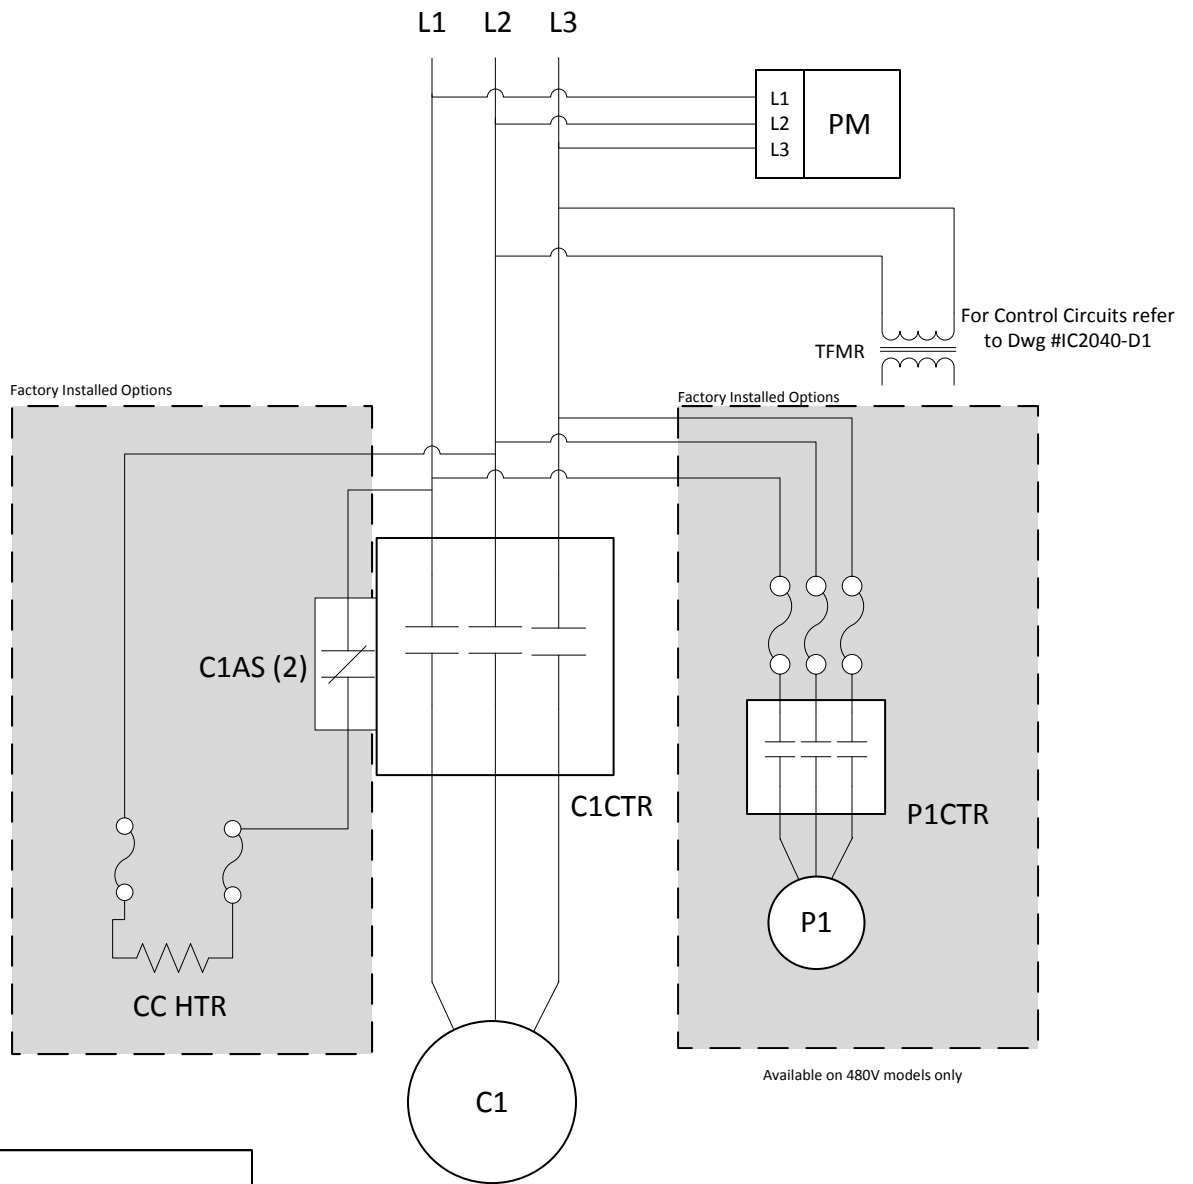 L1 L2 L3
L1
L2
L3
PM
For Control Circuits refer
to Dwg #IC2040-D1
TFMR
Factory Installed Options
Factory Installed Options
C1AS (2)
C1CTR
P1CTR
P1
CC HTR
Available on 480V models only
C1